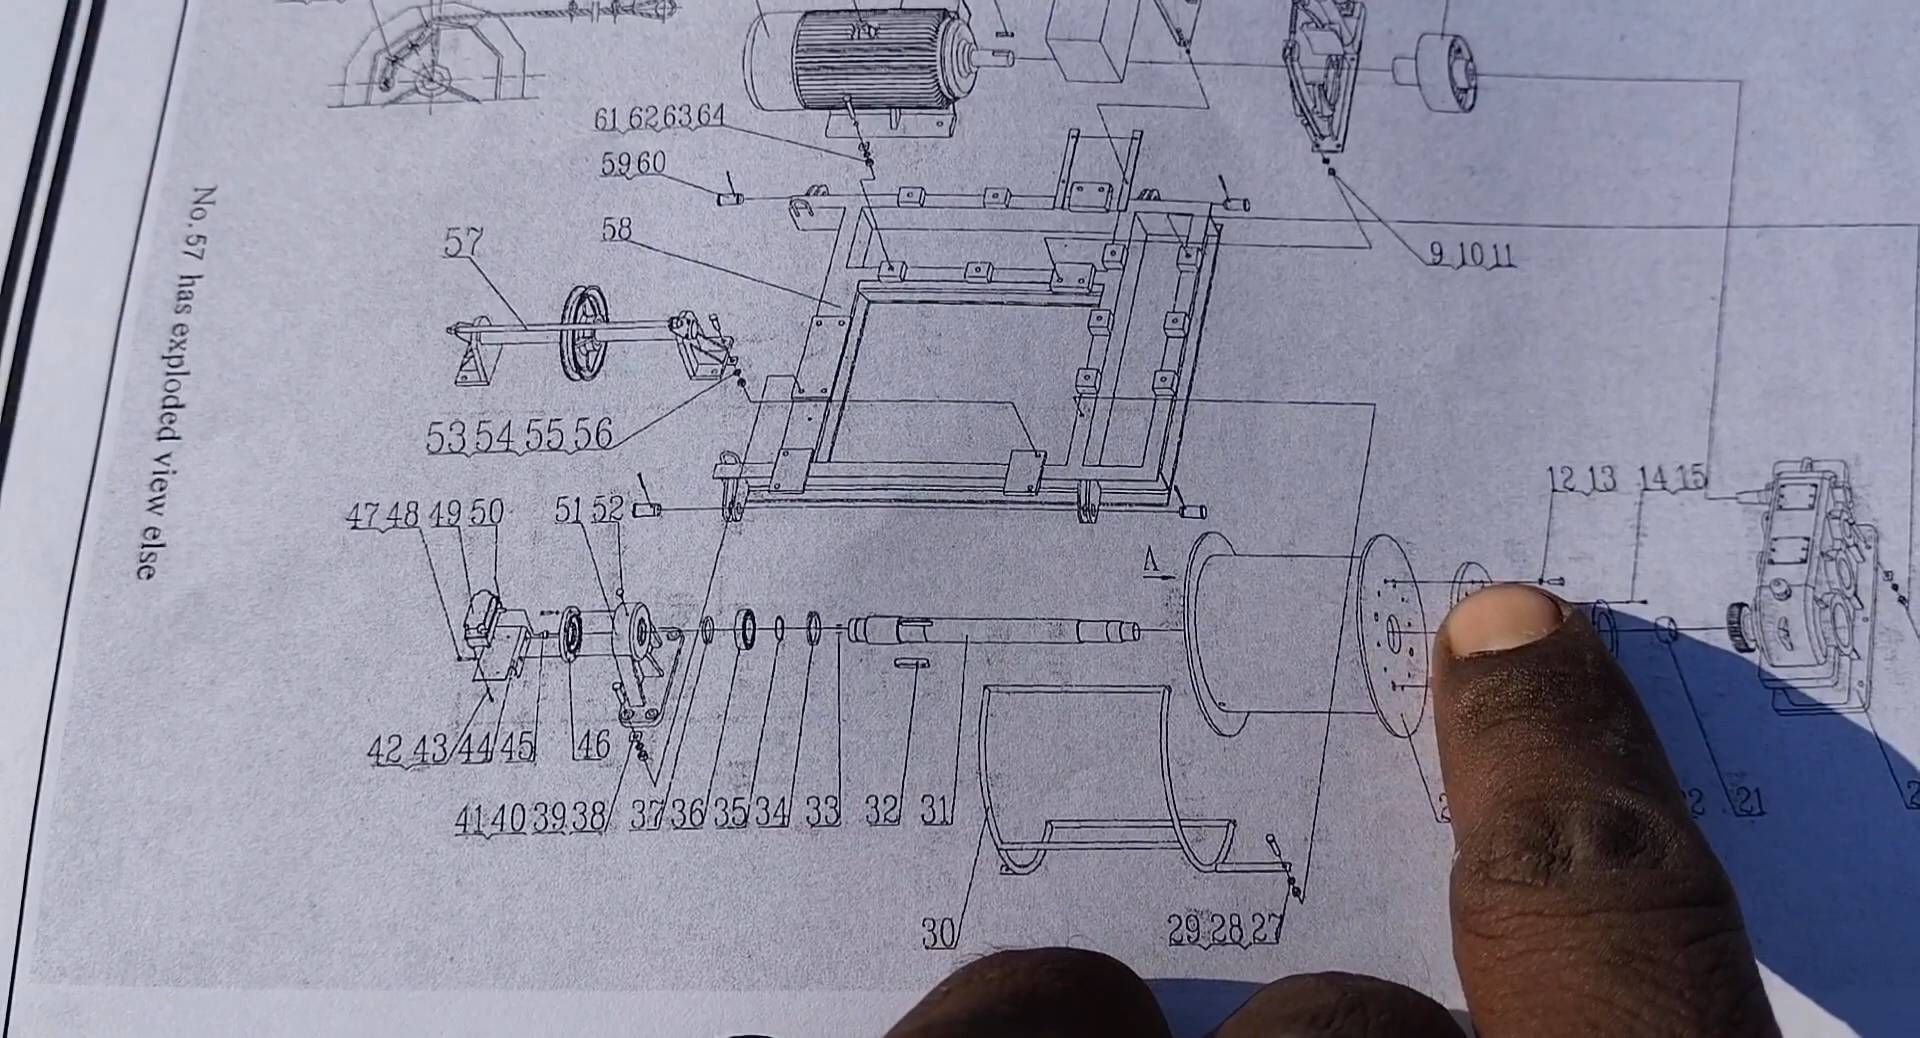 61,62,63,64
59,60
58
57
9,10,11
53,54,55,56
12,13 14,15
47,48 49,50 51,52
A
42,43 44,45 46
41,40,39,38 37,36,35,34 33 32 31
21
30
29,28,27
No.57 has exploded view else